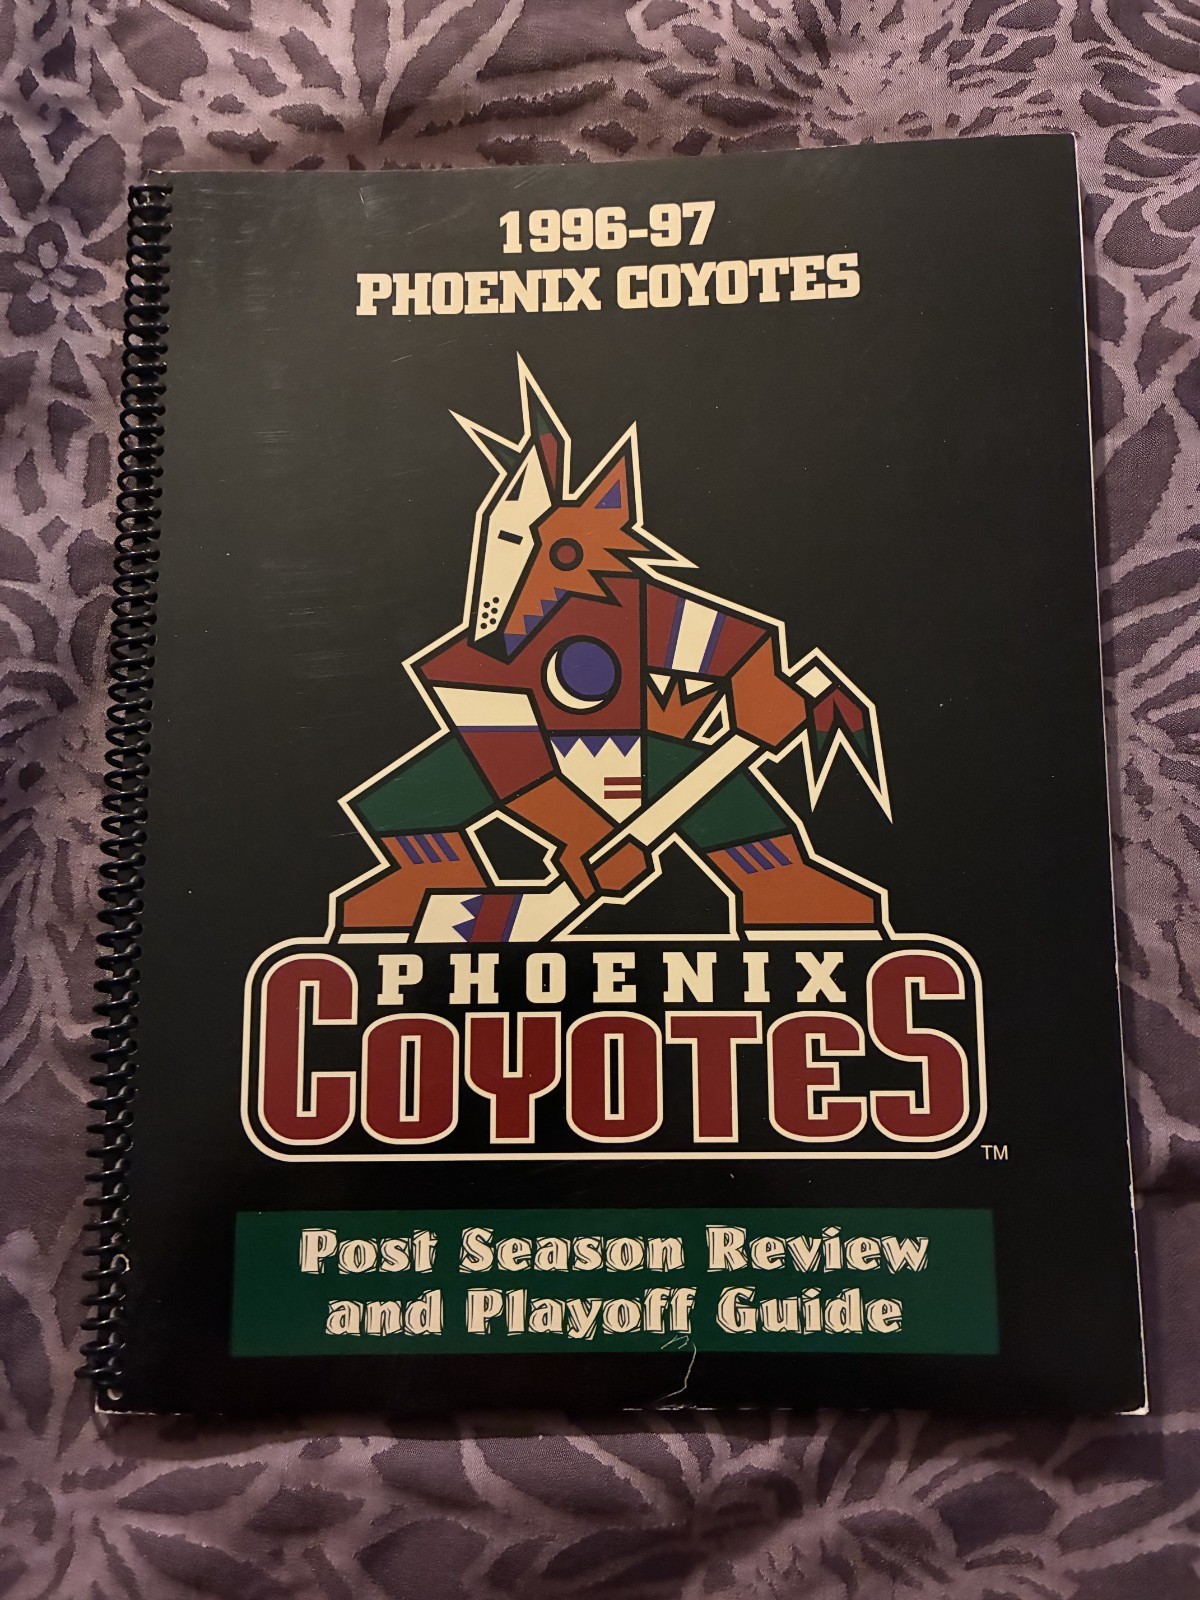 1996-97
PHOENIX COYOTES
PHOENIX
COYOTES
TM
Post Season Review
and Playoff Guide